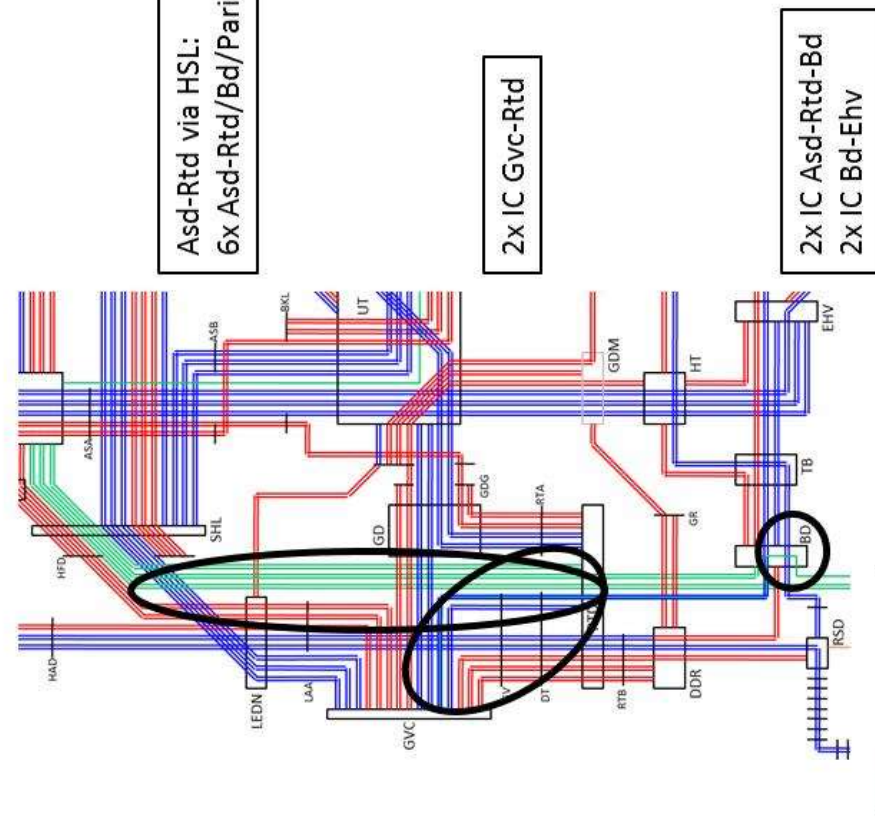 Asd-Rtd via HSL:
6x Asd-Rtd/Bd/Pari
2x IC Gvc-Rtd
2x IC Asd-Rtd-Bd
2x IC Bd-Ehv
HAD
HFD
SHL
ASA
ASB
BKL
UT
LEDN
LAA
GVC
GD
GDG
RTA
GDM
GR
DT
RTB
DDR
HT
EHV
TB
BD
RSD